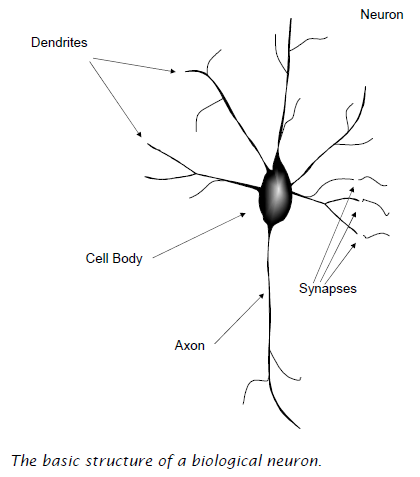 Neuron
Dendrites
Cell Body
Synapses
Axon
The basic structure of a biological neuron.